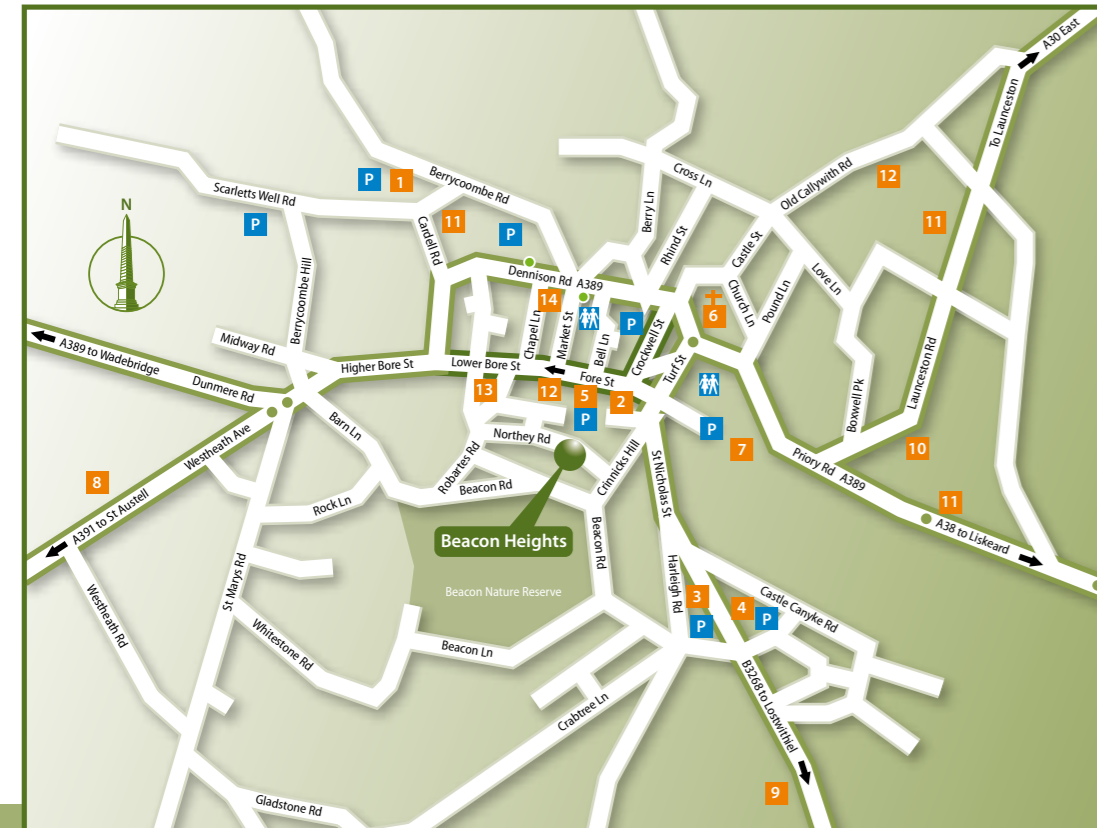 A30 East
To Launceston
Berrycoombe Rd
Cross Ln
Old Callywith Rd
12
P
1
Scarletts Well Rd
11
11
P
P
N
Cardell Rd
Berry Ln
Rhind St
Castle St
Love Ln
Church Ln
Pound Ln
Dennison Rd A389
14
6
P
Berrycoombe Hill
Chapel Ln
Market St
Bell Ln
Crockwell St
Turf St
Midway Rd
A389 to Wadebridge
Dunmere Rd
Higher Bore St
Lower Bore St
Fore St
13
12
5
2
P
P
Launceston Rd
Boxwell Pk
Barn Ln
Northey Rd
7
10
Westheath Ave
Robartes Rd
Crinnicks Hill
St Nicholas St
Priory Rd A389
8
Beacon Rd
Rock Ln
11
A391 to St Austell
Beacon Heights
Beacon Rd
A38 to Liskeard
Beacon Nature Reserve
Harleigh Rd
3
4
P
P
Castle Canyke Rd
Westheath Rd
St Marys Rd
Whitestone Rd
Beacon Ln
B3268 to Lostwithiel
Crabtree Ln
9
Gladstone Rd